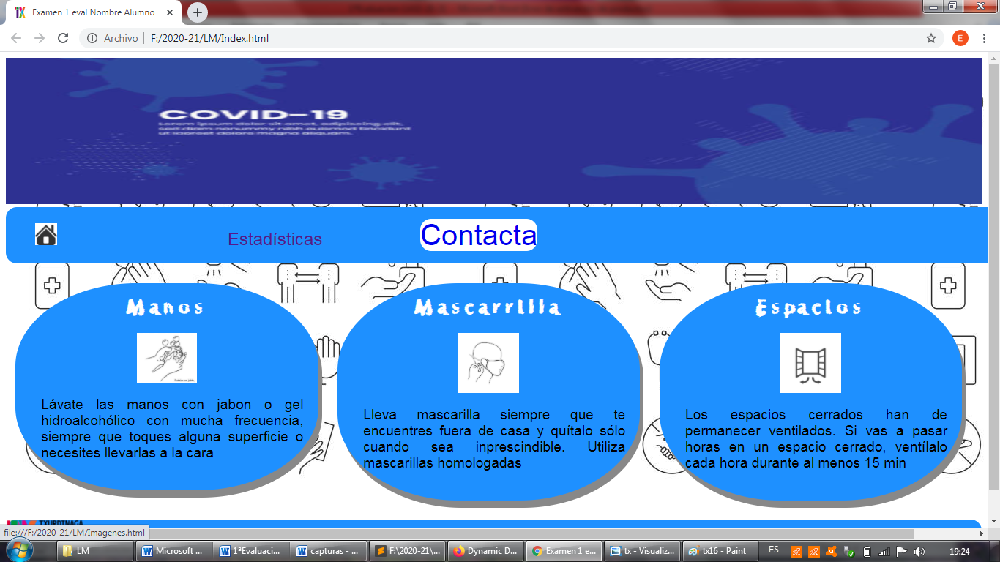 Examen 1 eval Nombre Alumno
Archivo
F:/2020-21/LM/Index.html
E
COVID-19
Lorem ipsum dolor sit amet, adipiscing elit,
sed diam nonummy nibh euismod tincidunt
ut laoreet dolore magna aliquam.
Estadísticas
Contacta
Manos
Mascarrilla
Espacios
Lávate las manos con jabon o gel
hidroalcohólico con mucha frecuencia,
siempre que toques alguna superficie o
necesites llevarlas a la cara
Lleva mascarilla siempre que te
encuentres fuera de casa y quítalo sólo
cuando sea inprescindible. Utiliza
mascarillas homologadas
Los espacios cerrados han de
permanecer ventilados. Si vas a pasar
horas en un espacio cerrado, ventílalo
cada hora durante al menos 15 min
TXURDINAGA
file:///F:/2020-21/LM/Imagenes.html
LM
Microsoft ...
1ªEvaluaci...
capturas - ...
F:\2020-21\...
Dynamic D...
Examen 1 e...
tx - Visualiz...
tx16 - Paint
ES
19:24